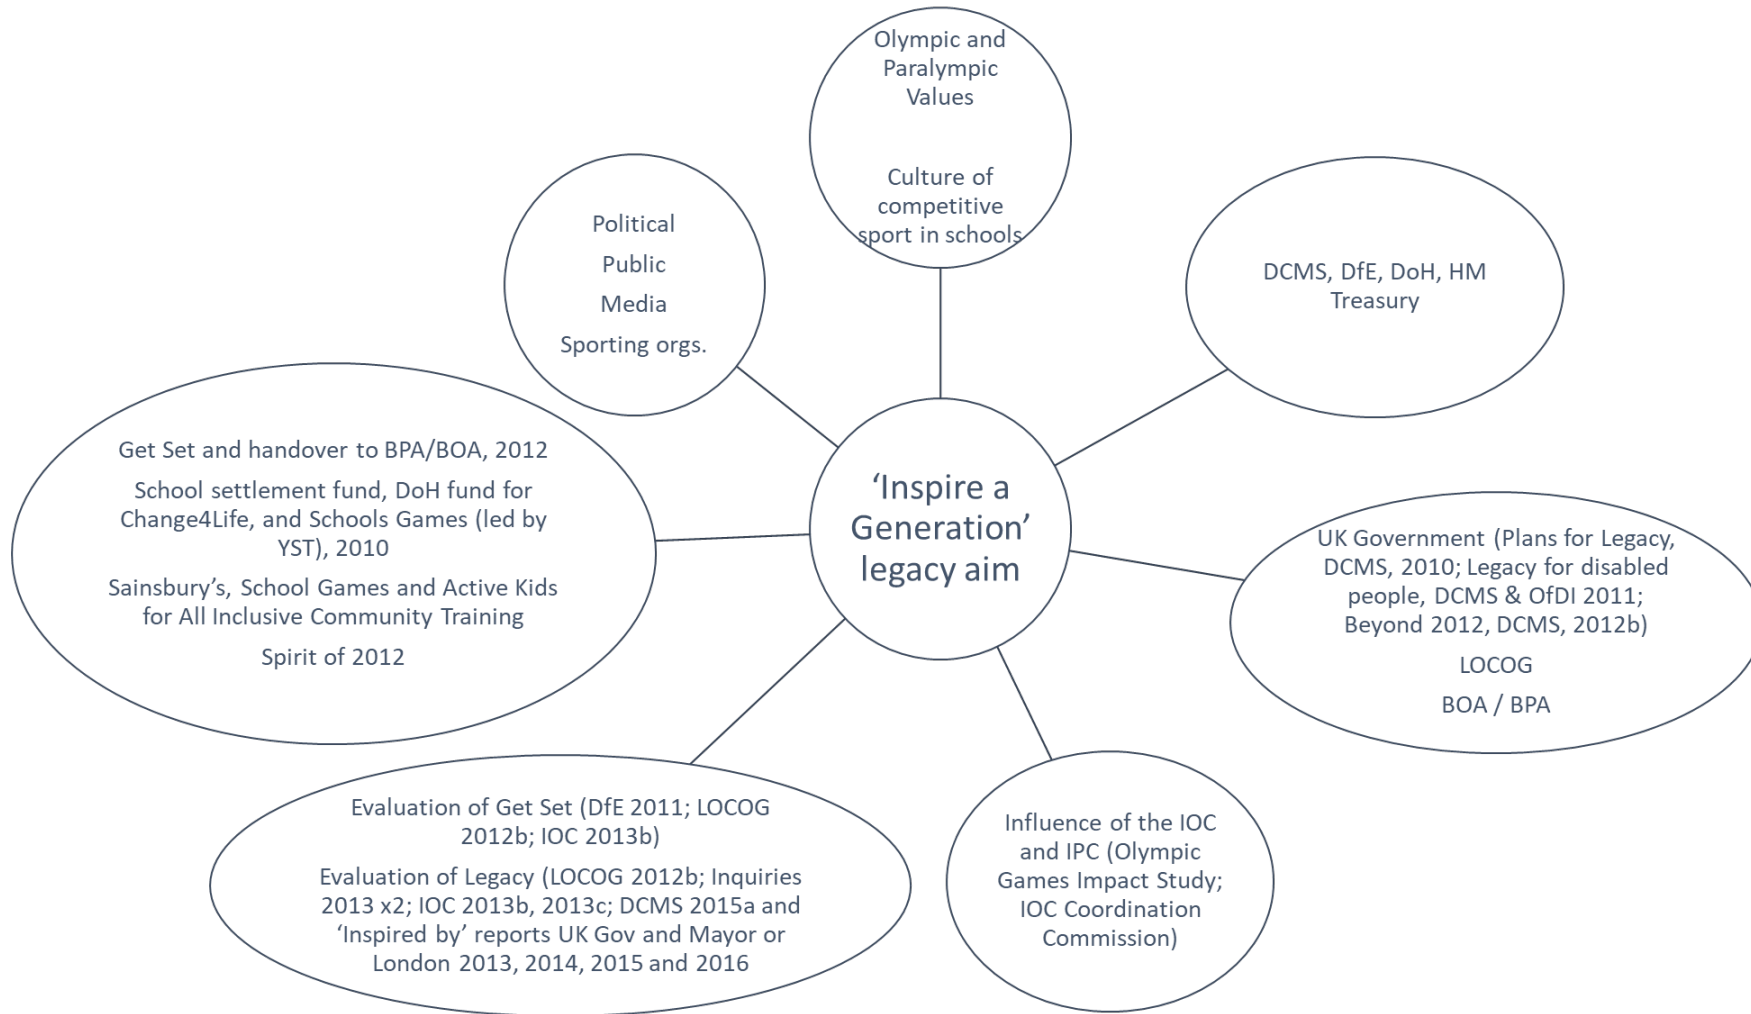 Olympic and
Paralympic
Values
Culture of
competitive
sport in schools
DCMS, DfE, DoH, HM
Treasury
UK Government (Plans for Legacy,
DCMS, 2010; Legacy for disabled
people, DCMS & OfDI 2011;
Beyond 2012, DCMS, 2012b)
LOCOG
BOA / BPA
Influence of the IOC
and IPC (Olympic
Games Impact Study;
IOC Coordination
Commission)
Evaluation of Get Set (DfE 2011; LOCOG
2012b; IOC 2013b)
Evaluation of Legacy (LOCOG 2012b; Inquiries
2013 x2; IOC 2013b, 2013c; DCMS 2015a and
‘Inspired by’ reports UK Gov and Mayor or
London 2013, 2014, 2015 and 2016
Get Set and handover to BPA/BOA, 2012
School settlement fund, DoH fund for
Change4Life, and Schools Games (led by
YST), 2010
Sainsbury’s, School Games and Active Kids
for All Inclusive Community Training
Spirit of 2012
Political
Public
Media
Sporting orgs.
‘Inspire a
Generation’
legacy aim